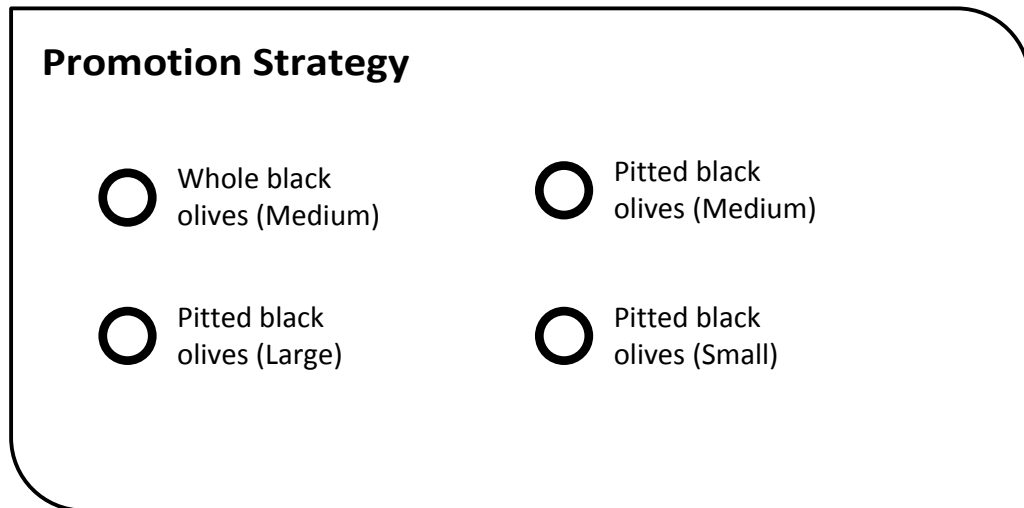 Promotion Strategy
Whole black
olives (Medium)
Pitted black
olives (Medium)
Pitted black
olives (Large)
Pitted black
olives (Small)